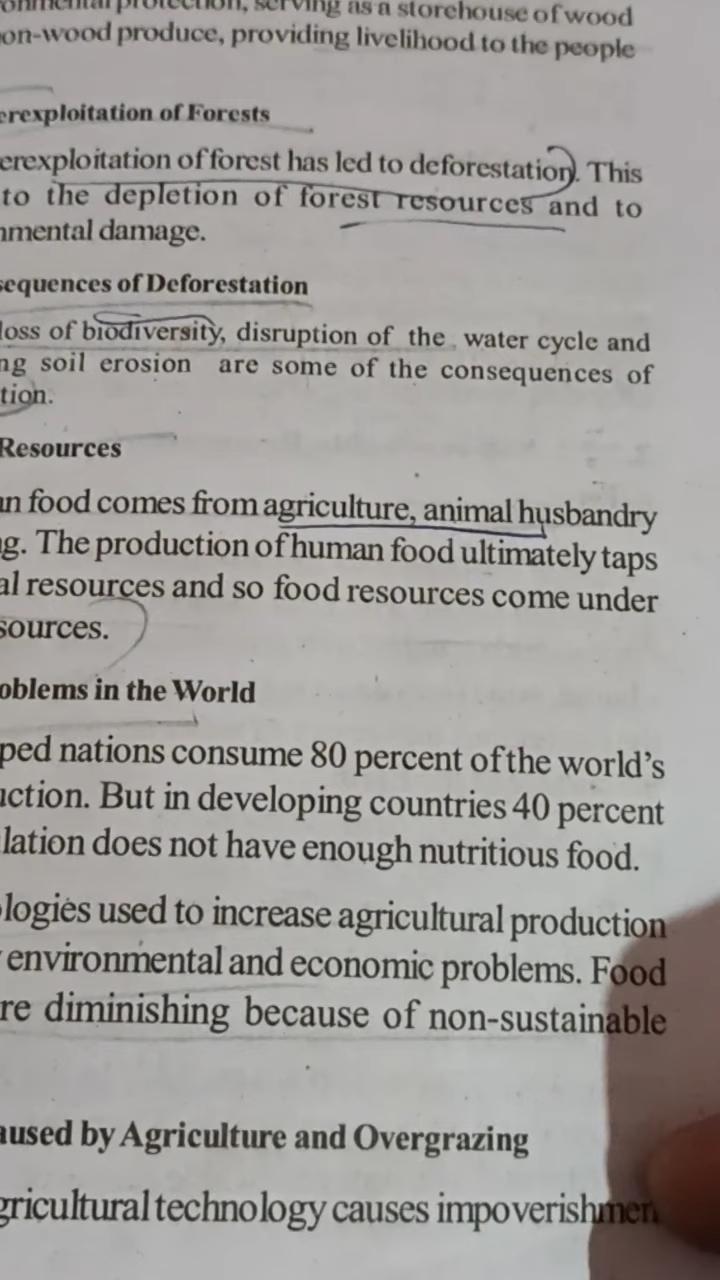 protection, serving as a storehouse of wood
on-wood produce, providing livelihood to the people
erexploitation of Forests
erexploitation of forest has led to deforestation. This
to the depletion of forest resources and to
nmental damage.
sequences of Deforestation
loss of biodiversity, disruption of the water cycle and
ng soil erosion are some of the consequences of
tion.
Resources
an food comes from agriculture, animal husbandry
g. The production of human food ultimately taps
al resources and so food resources come under
sources.
oblems in the World
ped nations consume 80 percent of the world's
uction. But in developing countries 40 percent
lation does not have enough nutritious food.
logies used to increase agricultural production
environmental and economic problems. Food
re diminishing because of non-sustainable
aused by Agriculture and Overgrazing
gricultural technology causes impoverishmen